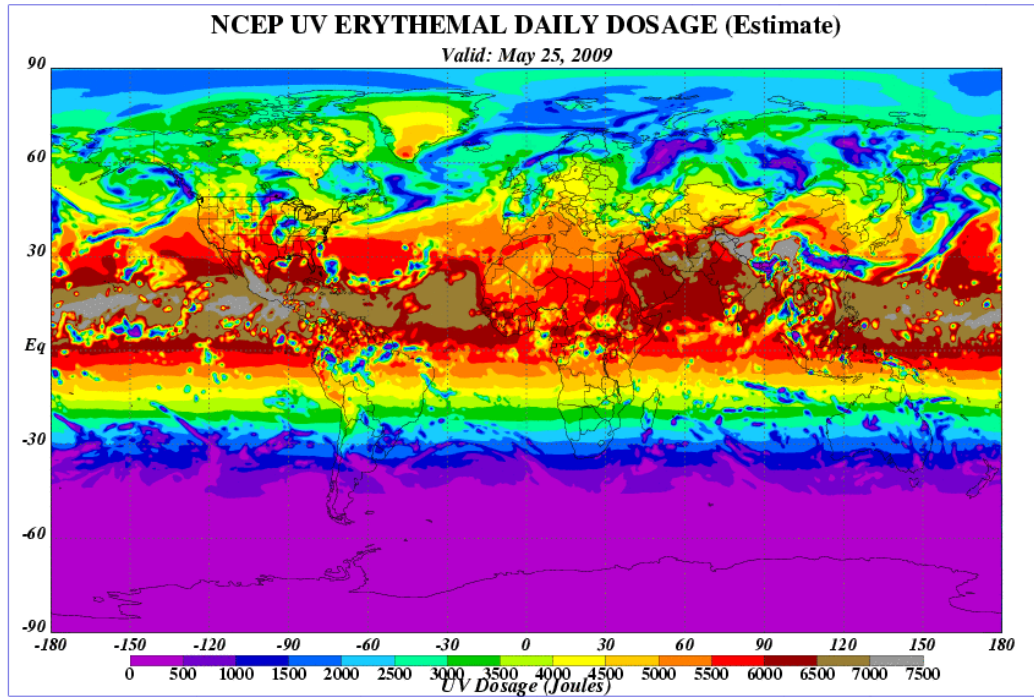 NCEP UV ERYTHEMAL DAILY DOSAGE (Estimate)
Valid: May 25, 2009
90
60
30
Eq
-30
-60
-90
-180 -150 -120 -90 -60 -30 0 30 60 90 120 150 180
0 500 1000 1500 2000 2500 3000 3500 4000 4500 5000 5500 6000 6500 7000 7500
UV Dosage (Joules)